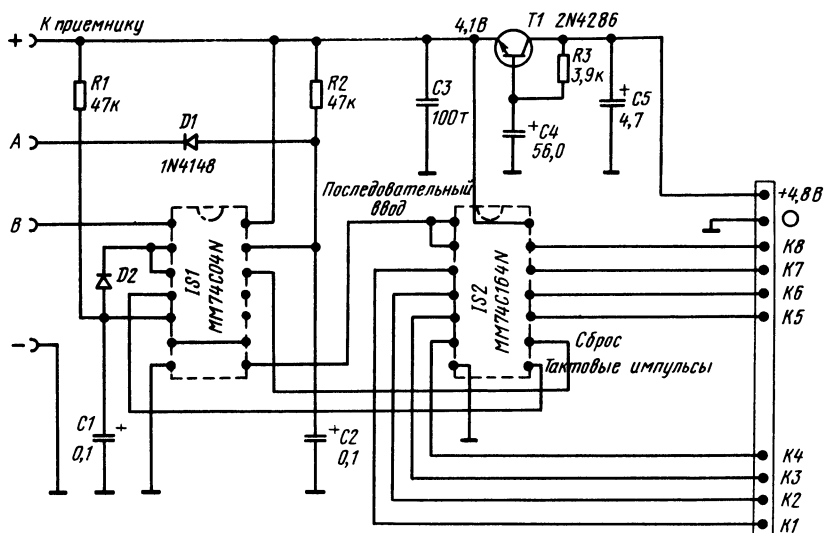 К приемнику
+
4,1В
T1 2N4286
R1
47к
R2
47к
C3
100т
R3
3,9к
+ C4
56,0
+ C5
4,7
A
D1
1N4148
Последовательный
ввод
+4,8В
B
IS1
MM74C04N
IS2
MM74C164N
K8
K7
K6
K5
D2
Сброс
Тактовые импульсы
−
C1
0,1
+
+ C2
0,1
K4
K3
K2
K1